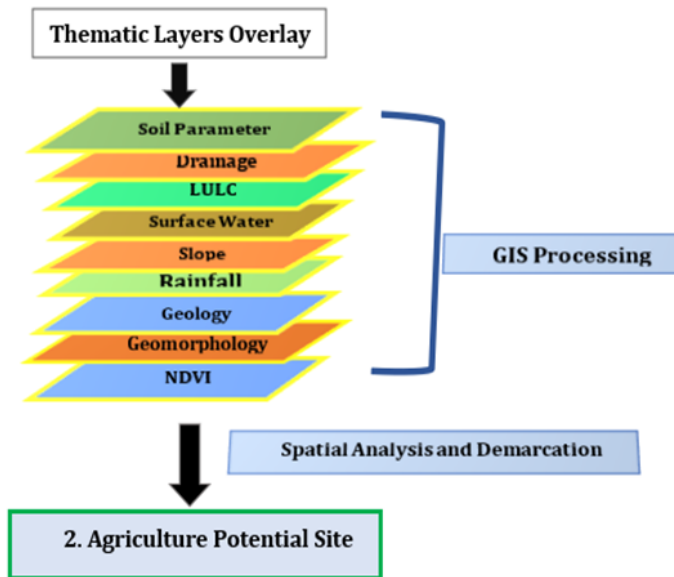 Thematic Layers Overlay
Soil Parameter
Drainage
LULC
Surface Water
Slope
Rainfall
Geology
Geomorphology
NDVI
GIS Processing
Spatial Analysis and Demarcation
2. Agriculture Potential Site